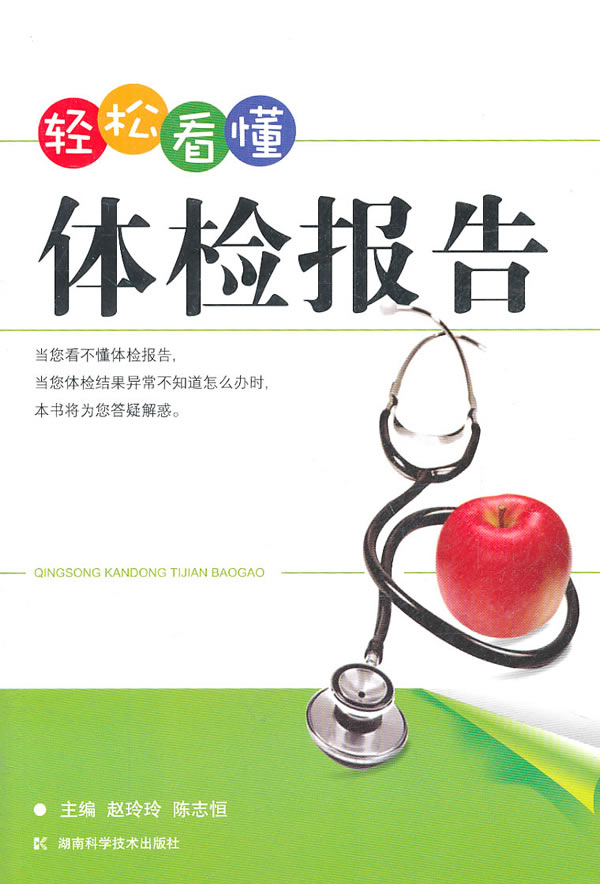 轻松看懂
体检报告
当您看不懂体检报告,
当您体检结果异常不知道怎么办时,
本书将为您答疑解惑。
QINGSONG KANDONG TIJIAN BAOGAO
主编 赵玲玲 陈志恒
湖南科学技术出版社